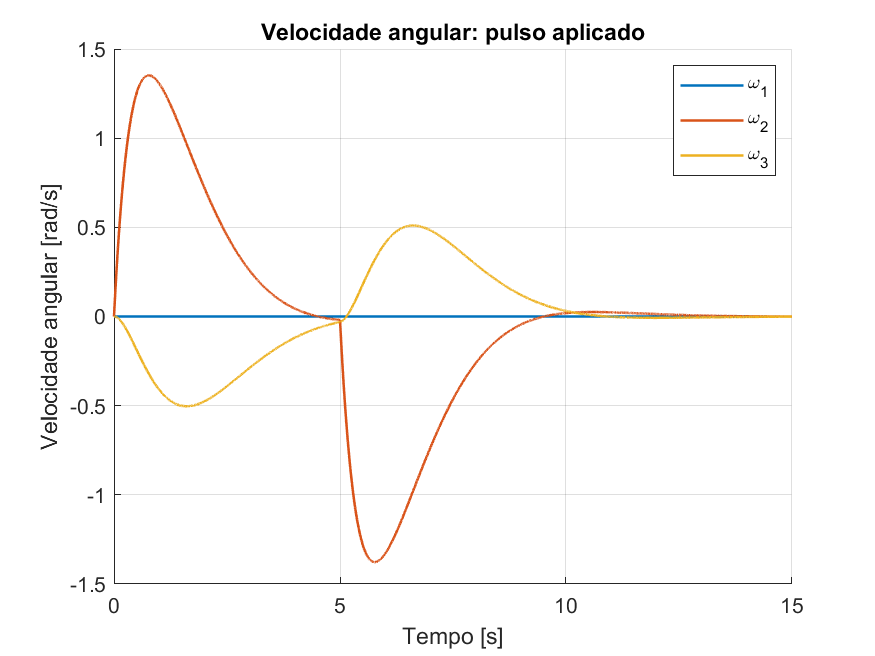 Velocidade angular: pulso aplicado
1.5
1
0.5
0
-0.5
-1
-1.5
Velocidade angular [rad/s]
ω1
ω2
ω3
0 5 10 15
Tempo [s]